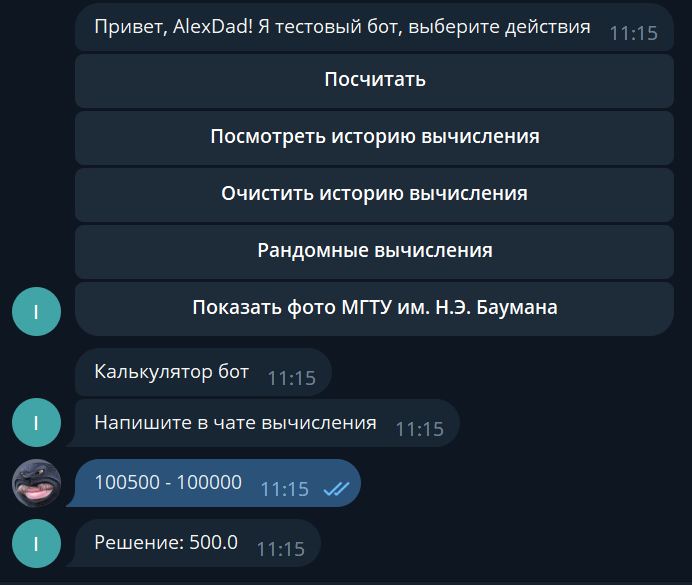 Привет, AlexDad! Я тестовый бот, выберите действия 11:15
Посчитать
Посмотреть историю вычисления
Очистить историю вычисления
Рандомные вычисления
Показать фото МГТУ им. Н.Э. Баумана
I
Калькулятор бот 11:15
Напишите в чате вычисления 11:15
I
100500 - 100000 11:15
Решение: 500.0 11:15
I